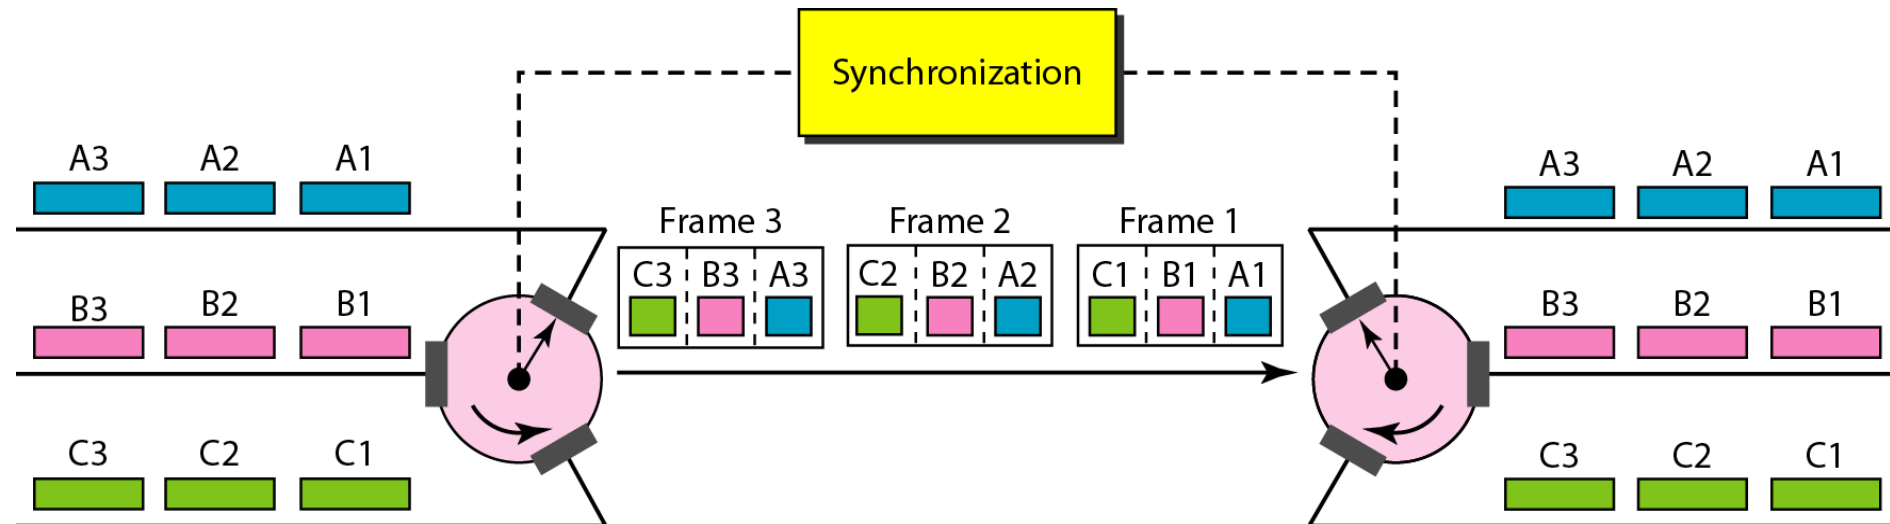 Synchronization
A3 A2 A1
A3 A2 A1
Frame 3 Frame 2 Frame 1
C3 B3 A3 C2 B2 A2 C1 B1 A1
B3 B2 B1
B3 B2 B1
C3 C2 C1
C3 C2 C1